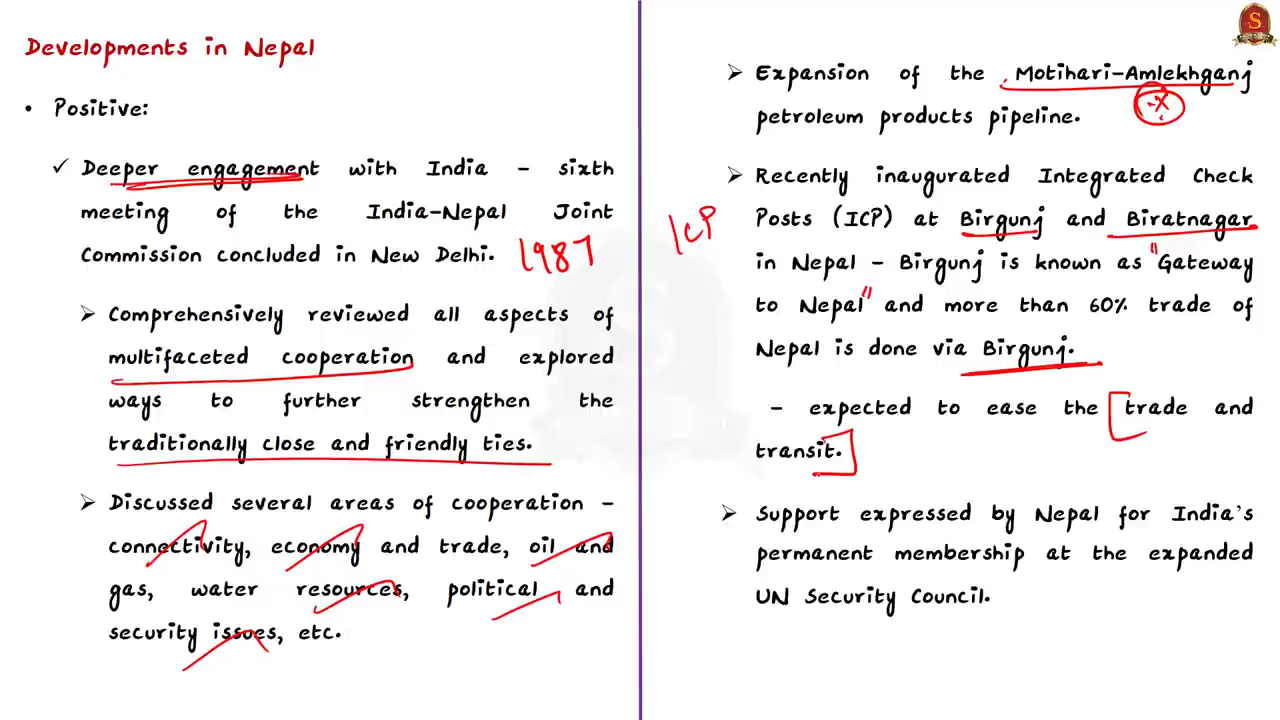 Developments in Nepal
• Positive:
✓ Deeper engagement with India – sixth
meeting of the India-Nepal Joint
Commission concluded in New Delhi. 1987
➢ Comprehensively reviewed all aspects of
multifaceted cooperation and explored
ways to further strengthen the
traditionally close and friendly ties.
➢ Discussed several areas of cooperation –
connectivity, economy and trade, oil and
gas, water resources, political and
security issues, etc.
➢ Expansion of the Motihari-Amlekhganj
petroleum products pipeline.
➢ Recently inaugurated Integrated Check
ICP
Posts (ICP) at Birgunj and Biratnagar
in Nepal – Birgunj is known as "Gateway
to Nepal" and more than 60% trade of
Nepal is done via Birgunj.
- expected to ease the [trade and
transit.]
➢ Support expressed by Nepal for India's
permanent membership at the expanded
UN Security Council.